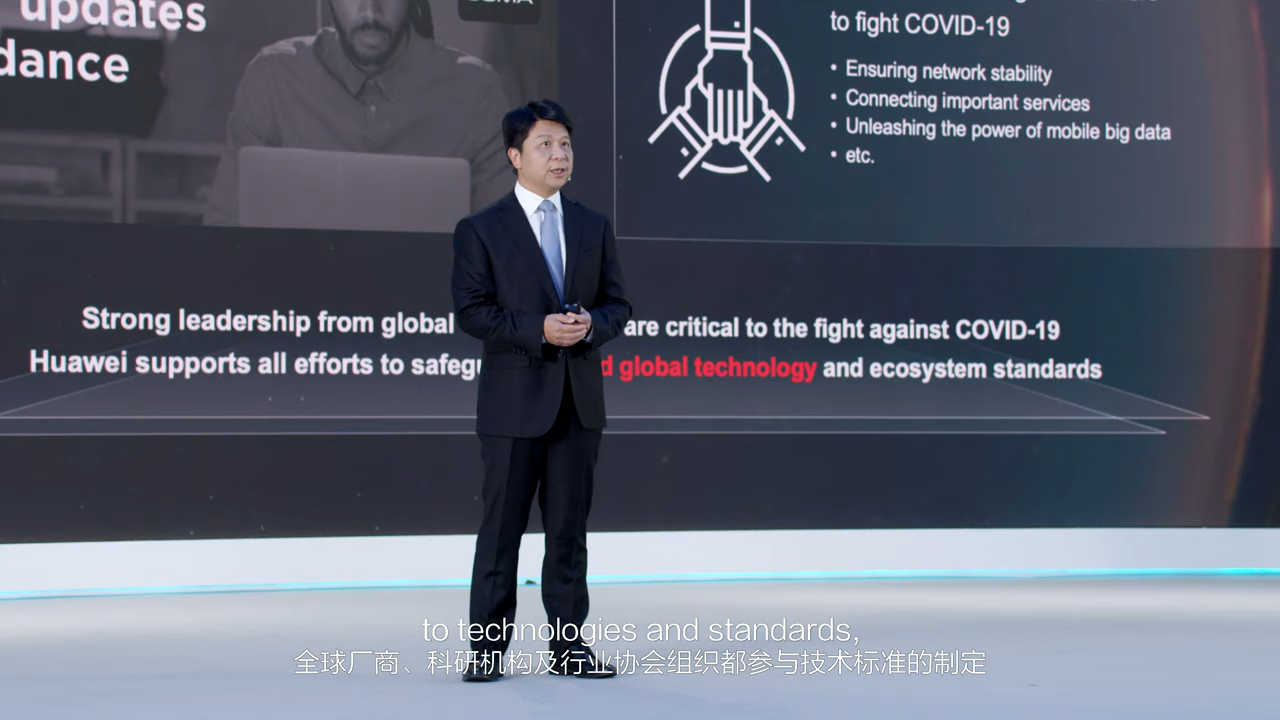 updates
dance
to fight COVID-19
• Ensuring network stability
• Connecting important services
• Unleashing the power of mobile big data
• etc.
Strong leadership from global are critical to the fight against COVID-19
Huawei supports all efforts to global technology and ecosystem standards
to technologies and standards,
全球厂商、科研机构及行业协会组织都参与技术标准的制定